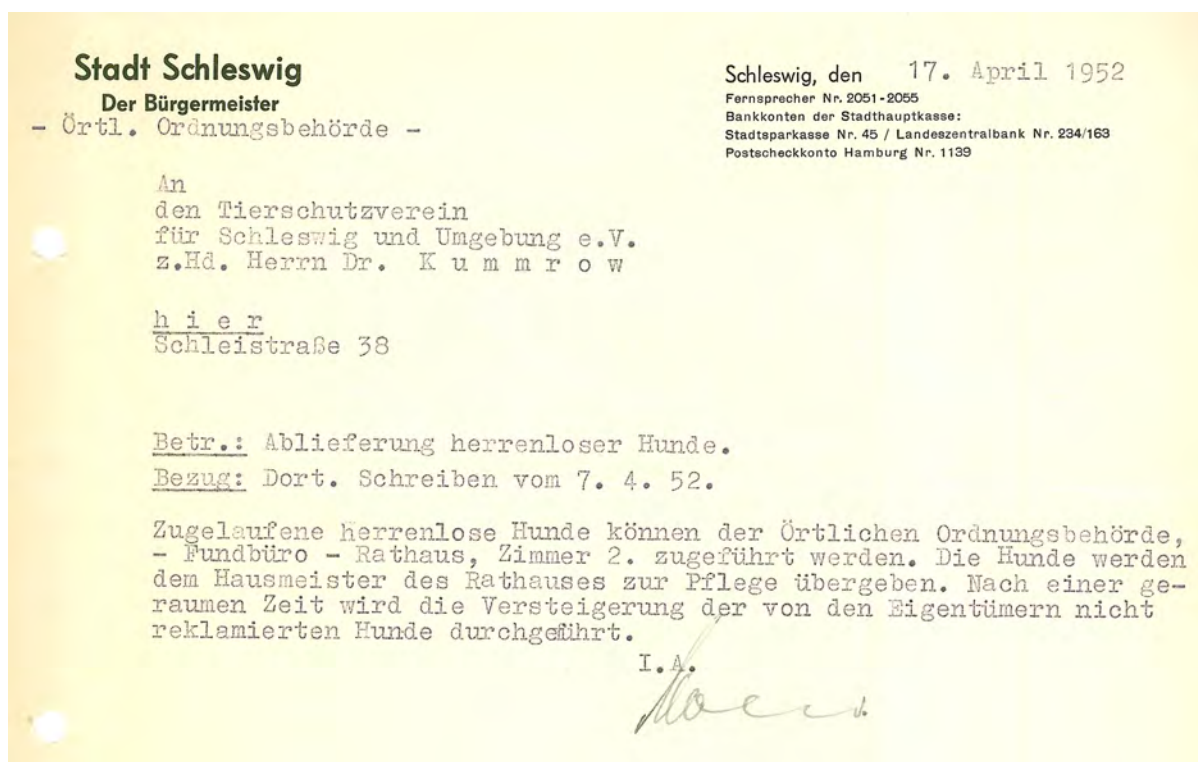 Stadt Schleswig
Der Bürgermeister
- Örtl. Ordnungsbehörde -
Schleswig, den 17. April 1952
Fernsprecher Nr. 2051-2055
Bankkonten der Stadthauptkasse:
Stadtsparkasse Nr. 45 / Landeszentralbank Nr. 234/163
Postscheckkonto Hamburg Nr. 1139
An
den Tierschutzverein
für Schleswig und Umgebung e.V.
z.Hd. Herrn Dr. K u m m r o w
h i e r
Schleistraße 38
Betr.: Ablieferung herrenloser Hunde.
Bezug: Dort. Schreiben vom 7. 4. 52.
Zugelaufene herrenlose Hunde können der Örtlichen Ordnungsbehörde,
- Fundbüro - Rathaus, Zimmer 2. zugeführt werden. Die Hunde werden
dem Hausmeister des Rathauses zur Pflege übergeben. Nach einer ge-
raumen Zeit wird die Versteigerung der von den Eigentümern nicht
reklamierten Hunde durchgeführt.
I.A.